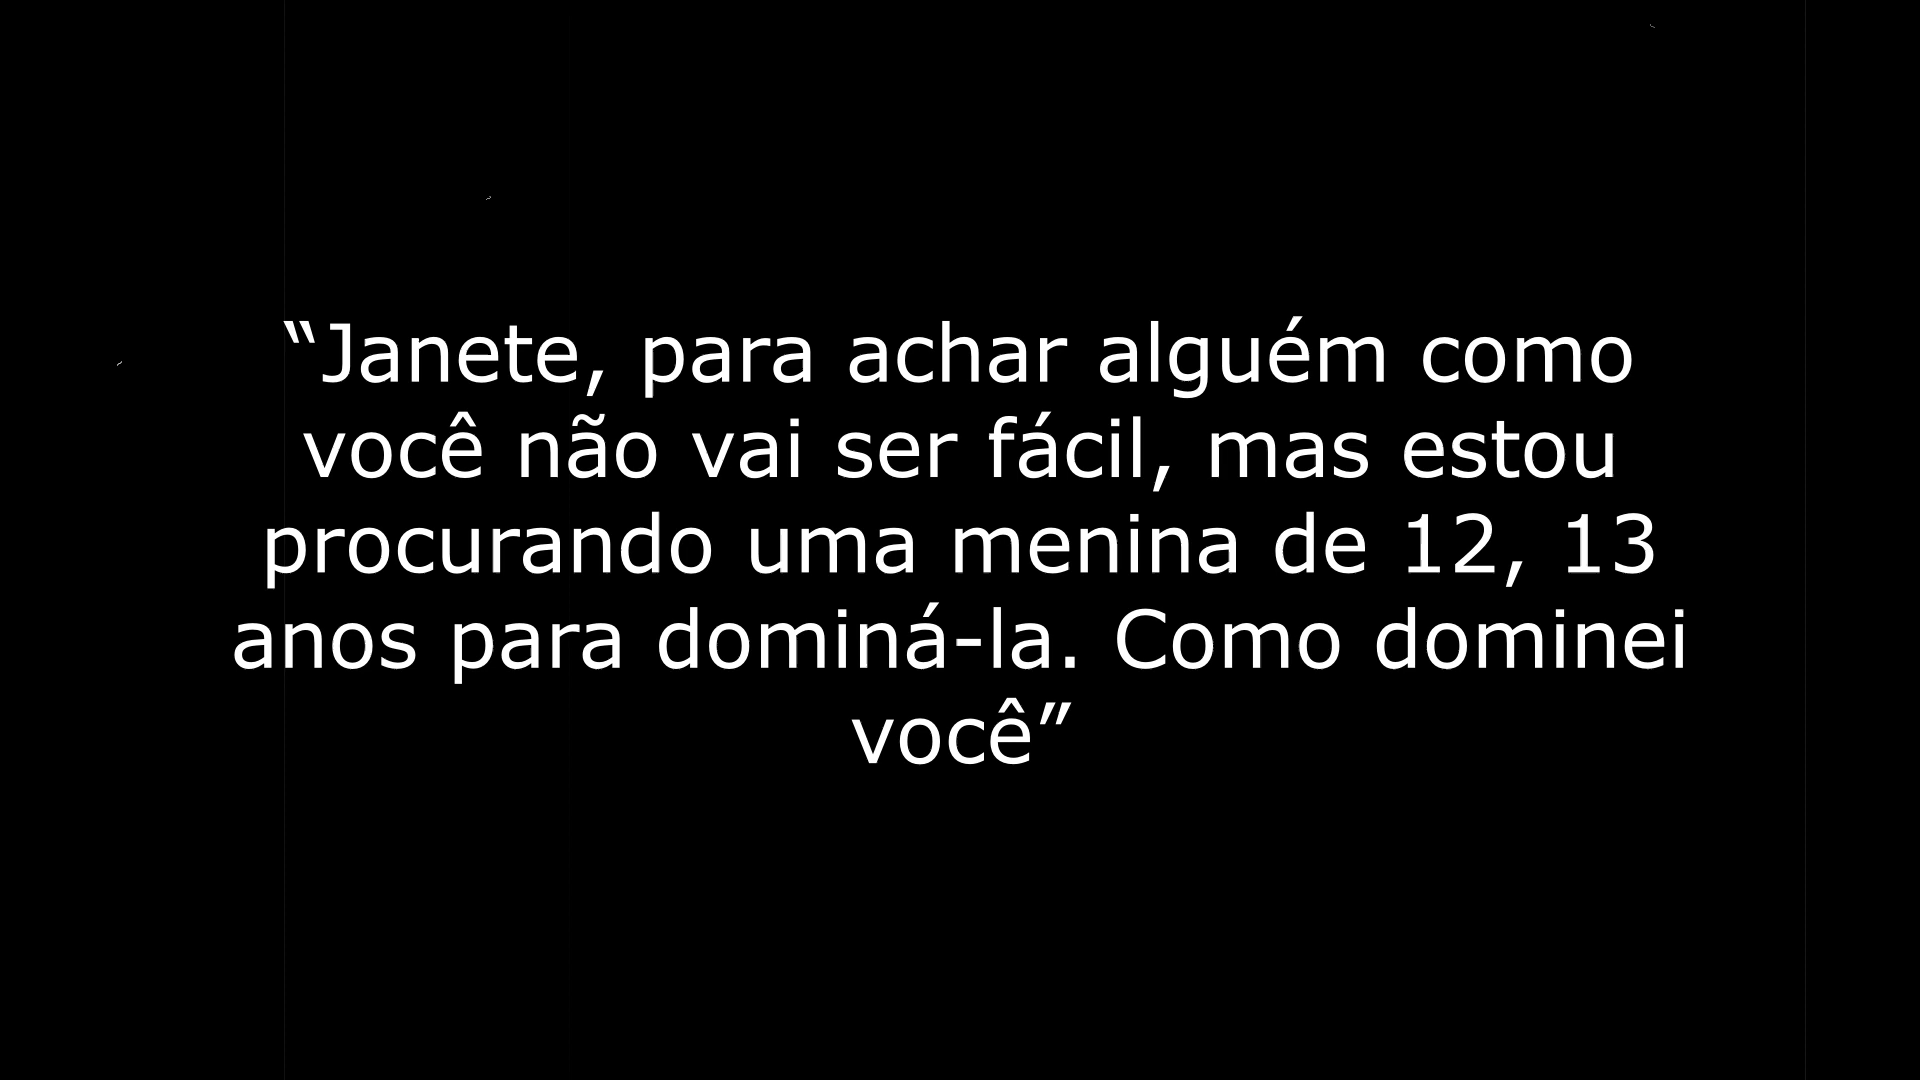 “Janete, para achar alguém como
você não vai ser fácil, mas estou
procurando uma menina de 12, 13
anos para dominá-la. Como dominei
você”